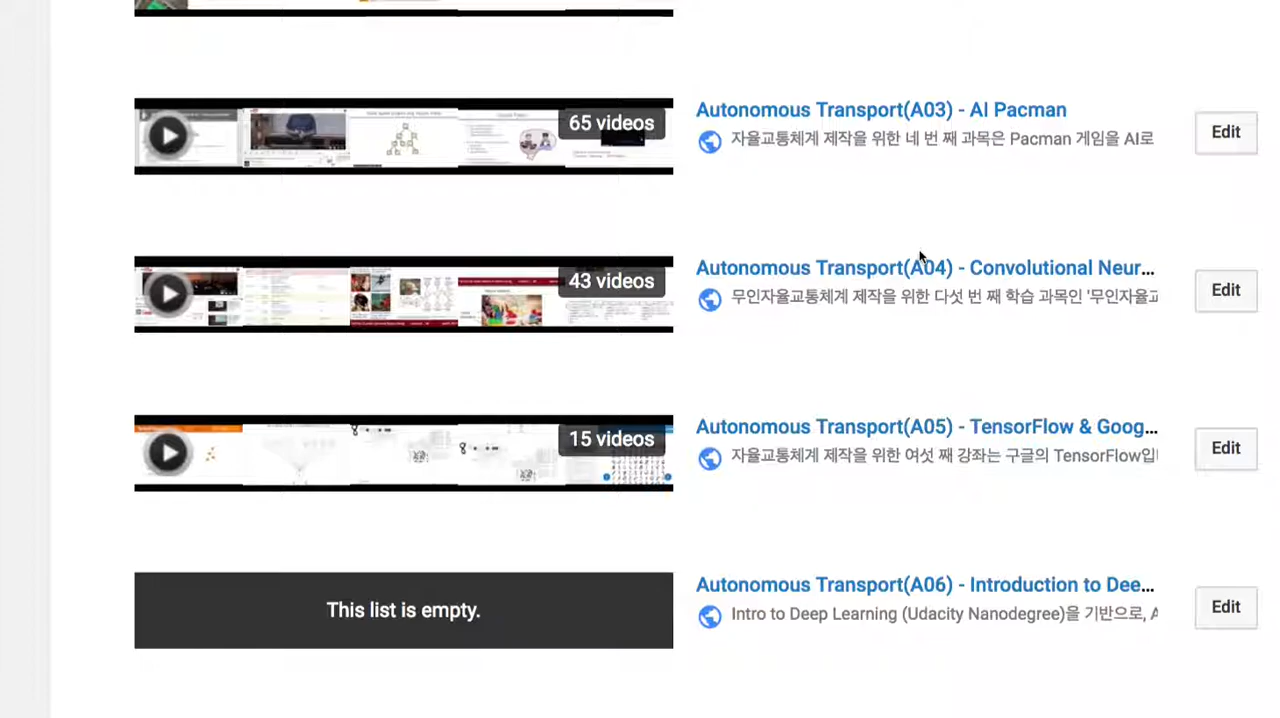 65 videos
Autonomous Transport(A03) - AI Pacman
자율교통체계 제작을 위한 네 번 째 과목은 Pacman 게임을 AI로
Edit
43 videos
Autonomous Transport(A04) - Convolutional Neur...
무인자율교통체계 제작을 위한 다섯 번 째 학습 과목인 '무인자율교
Edit
15 videos
Autonomous Transport(A05) - TensorFlow & Goog...
자율교통체계 제작을 위한 여섯 째 강좌는 구글의 TensorFlow입
Edit
This list is empty.
Autonomous Transport(A06) - Introduction to Dee...
Intro to Deep Learning (Udacity Nanodegree)을 기반으로, A
Edit